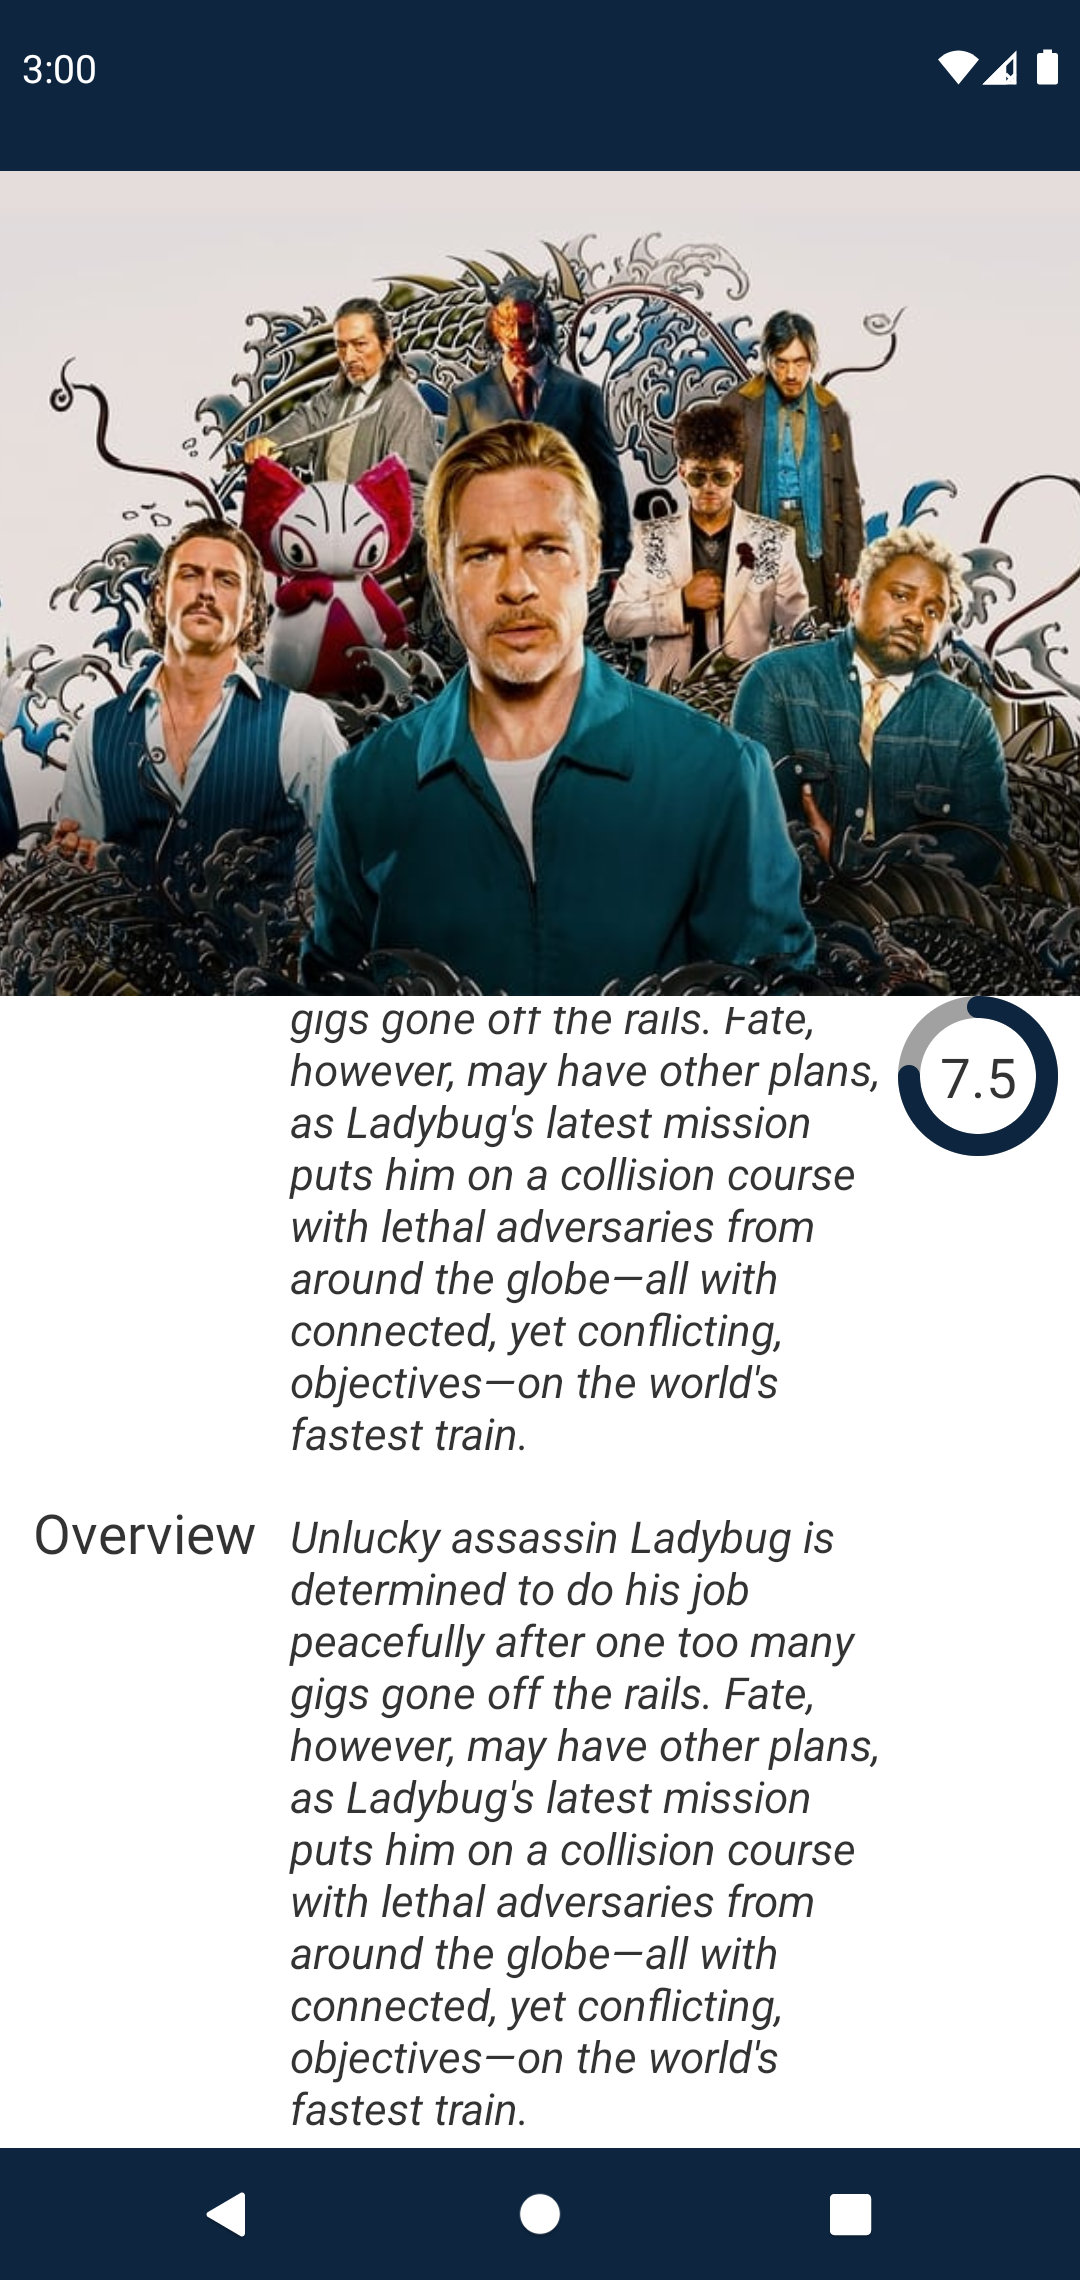 3:00
gigs gone off the rails. Fate,
however, may have other plans,
as Ladybug's latest mission
puts him on a collision course
with lethal adversaries from
around the globe—all with
connected, yet conflicting,
objectives—on the world's
fastest train.
7.5
Overview
Unlucky assassin Ladybug is
determined to do his job
peacefully after one too many
gigs gone off the rails. Fate,
however, may have other plans,
as Ladybug's latest mission
puts him on a collision course
with lethal adversaries from
around the globe—all with
connected, yet conflicting,
objectives—on the world's
fastest train.